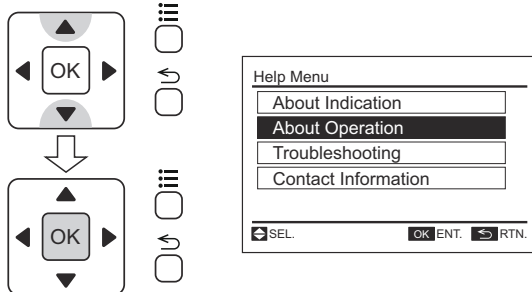 OK
OK
Help Menu
About Indication
About Operation
Troubleshooting
Contact Information
SEL. OK ENT. RTN.